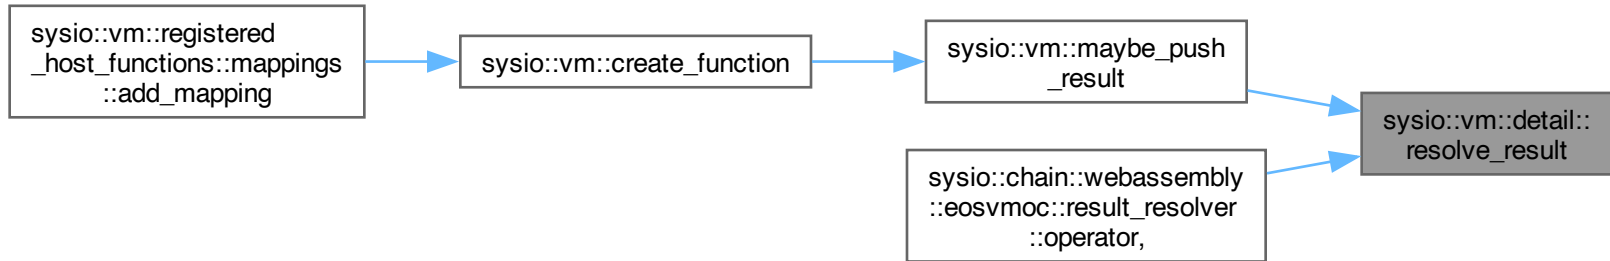 sysio::vm::registered
_host_functions::mappings
::add_mapping
sysio::vm::create_function
sysio::vm::maybe_push
_result
sysio::chain::webassembly
::eosvmoc::result_resolver
::operator,
sysio::vm::detail::
resolve_result